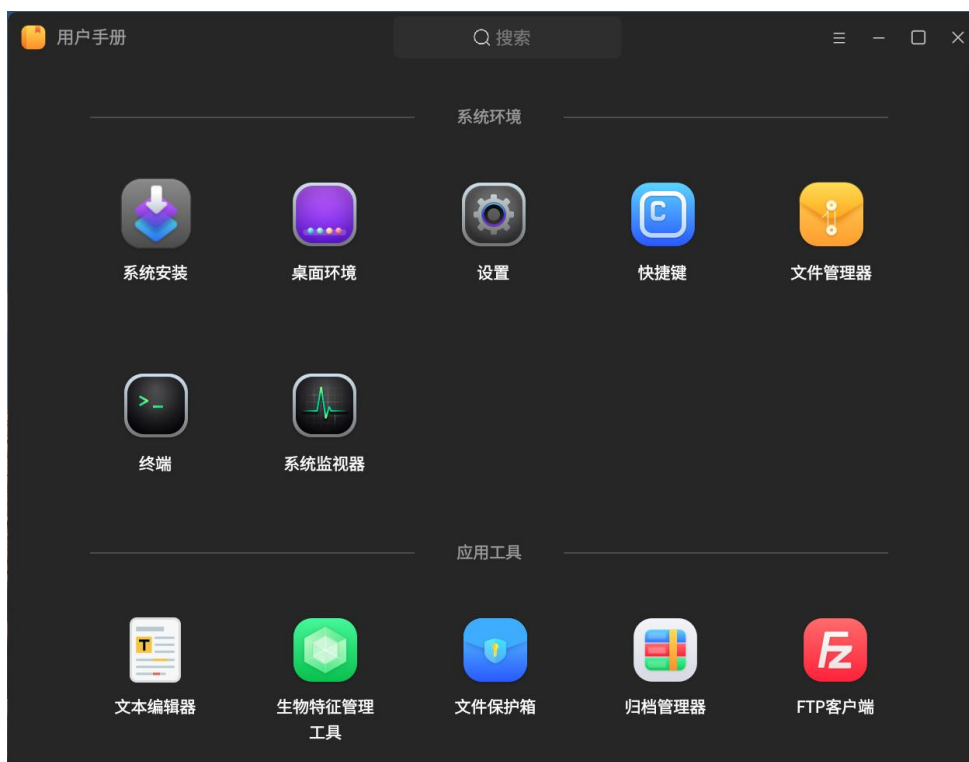 用户手册
搜索
系统环境
系统安装
桌面环境
设置
快捷键
文件管理器
终端
系统监视器
应用工具
文本编辑器
生物特征管理
工具
文件保护箱
归档管理器
FTP客户端